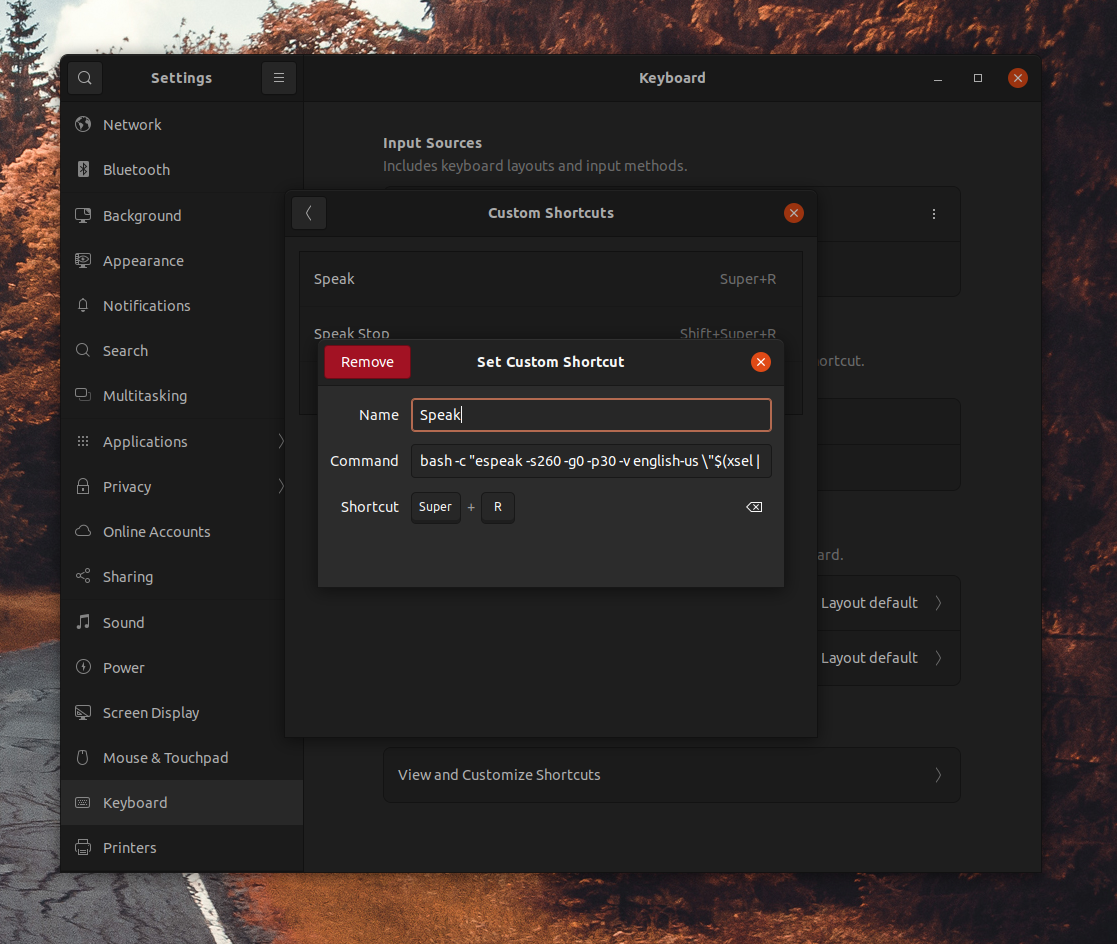 Settings
Keyboard
Network
Bluetooth
Background
Appearance
Notifications
Search
Multitasking
Applications
Privacy
Online Accounts
Sharing
Sound
Power
Screen Display
Mouse & Touchpad
Keyboard
Printers
Input Sources
Includes keyboard layouts and input methods.
ortcut.
ard.
Layout default
Layout default
View and Customize Shortcuts
Custom Shortcuts
Speak Super+R
Speak Stop Shift+Super+R
Remove Set Custom Shortcut
Name Speak
Command bash -c "espeak -s260 -g0 -p30 -v english-us \"$(xsel |
Shortcut Super + R